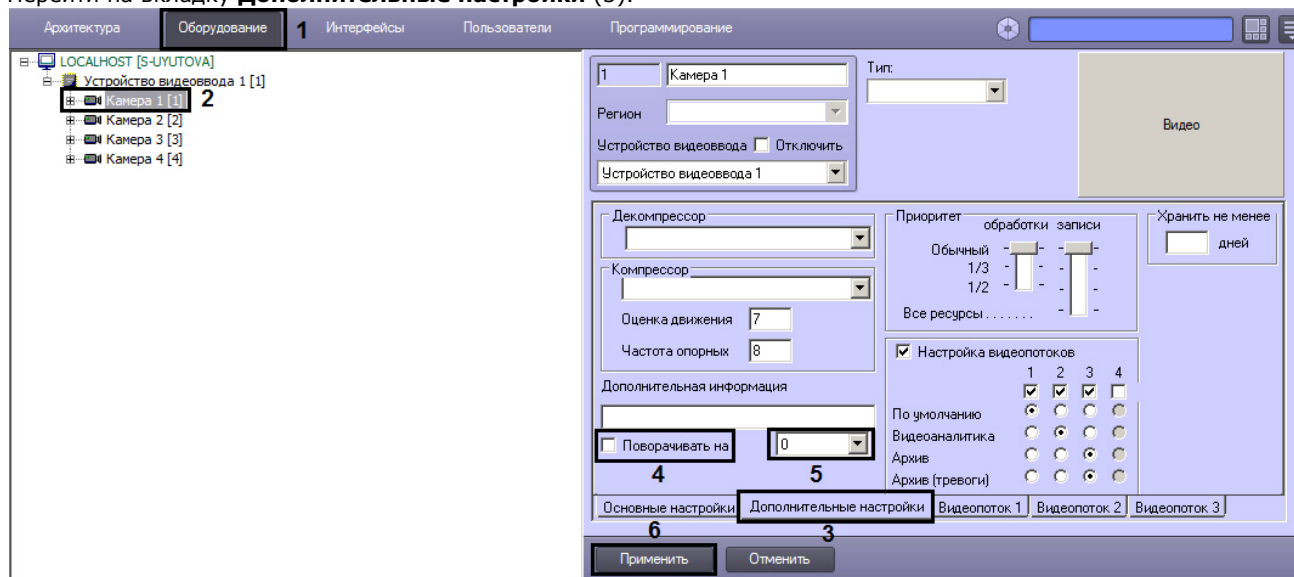 Перейти на вкладку Дополнительные настройки (3).
Архитектура Оборудование 1 Интерфейсы Пользователи Программирование
LOCALHOST [S-UYUTOVA]
Устройство видеоввода 1 [1]
Камера 1 [1] 2
Камера 2 [2]
Камера 3 [3]
Камера 4 [4]
1 Камера 1
Тип:
Регион
Устройство видеоввода Отключить
Устройство видеоввода 1
Видео
Декомпрессор
Компрессор
Оценка движения 7
Частота опорных 8
Дополнительная информация
Поворачивать на 0
4 5
Приоритет
обработки записи
Обычный
1/3
1/2
Все ресурсы . . . . . . .
Хранить не менее
дней
Настройка видеопотоков
1 2 3 4
По умолчанию
Видеоаналитика
Архив
Архив (тревоги)
Основные настройки Дополнительные настройки Видеопоток 1 Видеопоток 2 Видеопоток 3
6 3
Применить Отменить